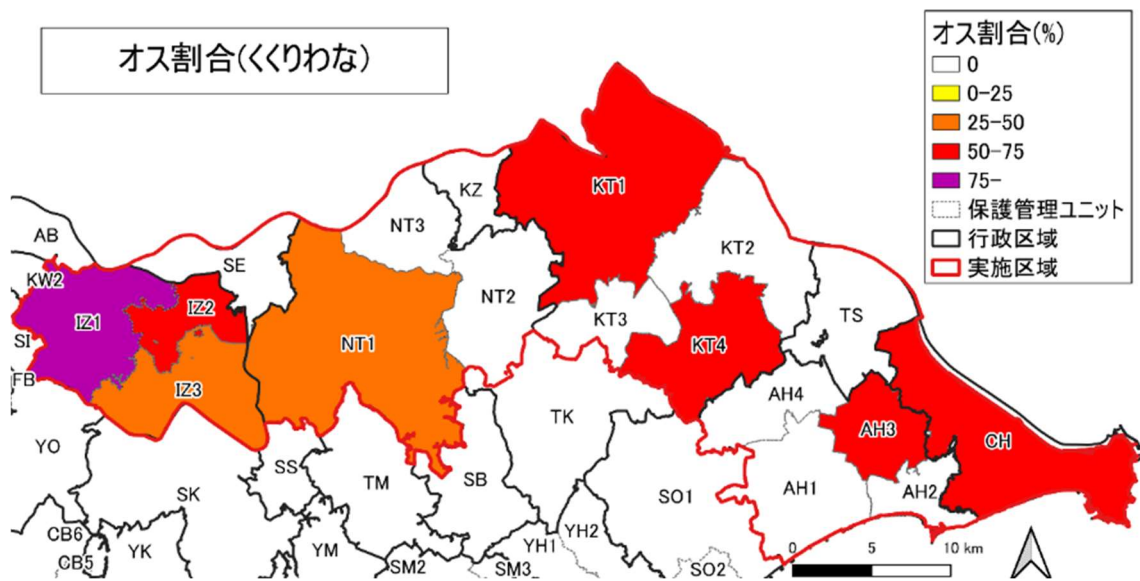 オス割合(くくりわな)
オス割合(%)
0
0-25
25-50
50-75
75-
保護管理ユニット
行政区域
実施区域
KZ
KT1
NT3
AB
SE
KT2
KW2
NT2
IZ2
IZ1
TS
KT3
SI
NT1
KT4
FB
IZ3
AH4
TK
AH3
CH
YO
SS
SB
TM
SK
SO1
AH1
AH2
CB6
YH2
CB5
YK
YM
YH1
SM2
SM3
SO2
0 5 10 km